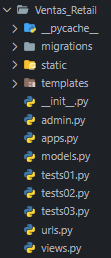 Ventas_Retail
__pycache__
migrations
static
templates
__init__.py
admin.py
apps.py
models.py
tests01.py
tests02.py
tests03.py
urls.py
views.py